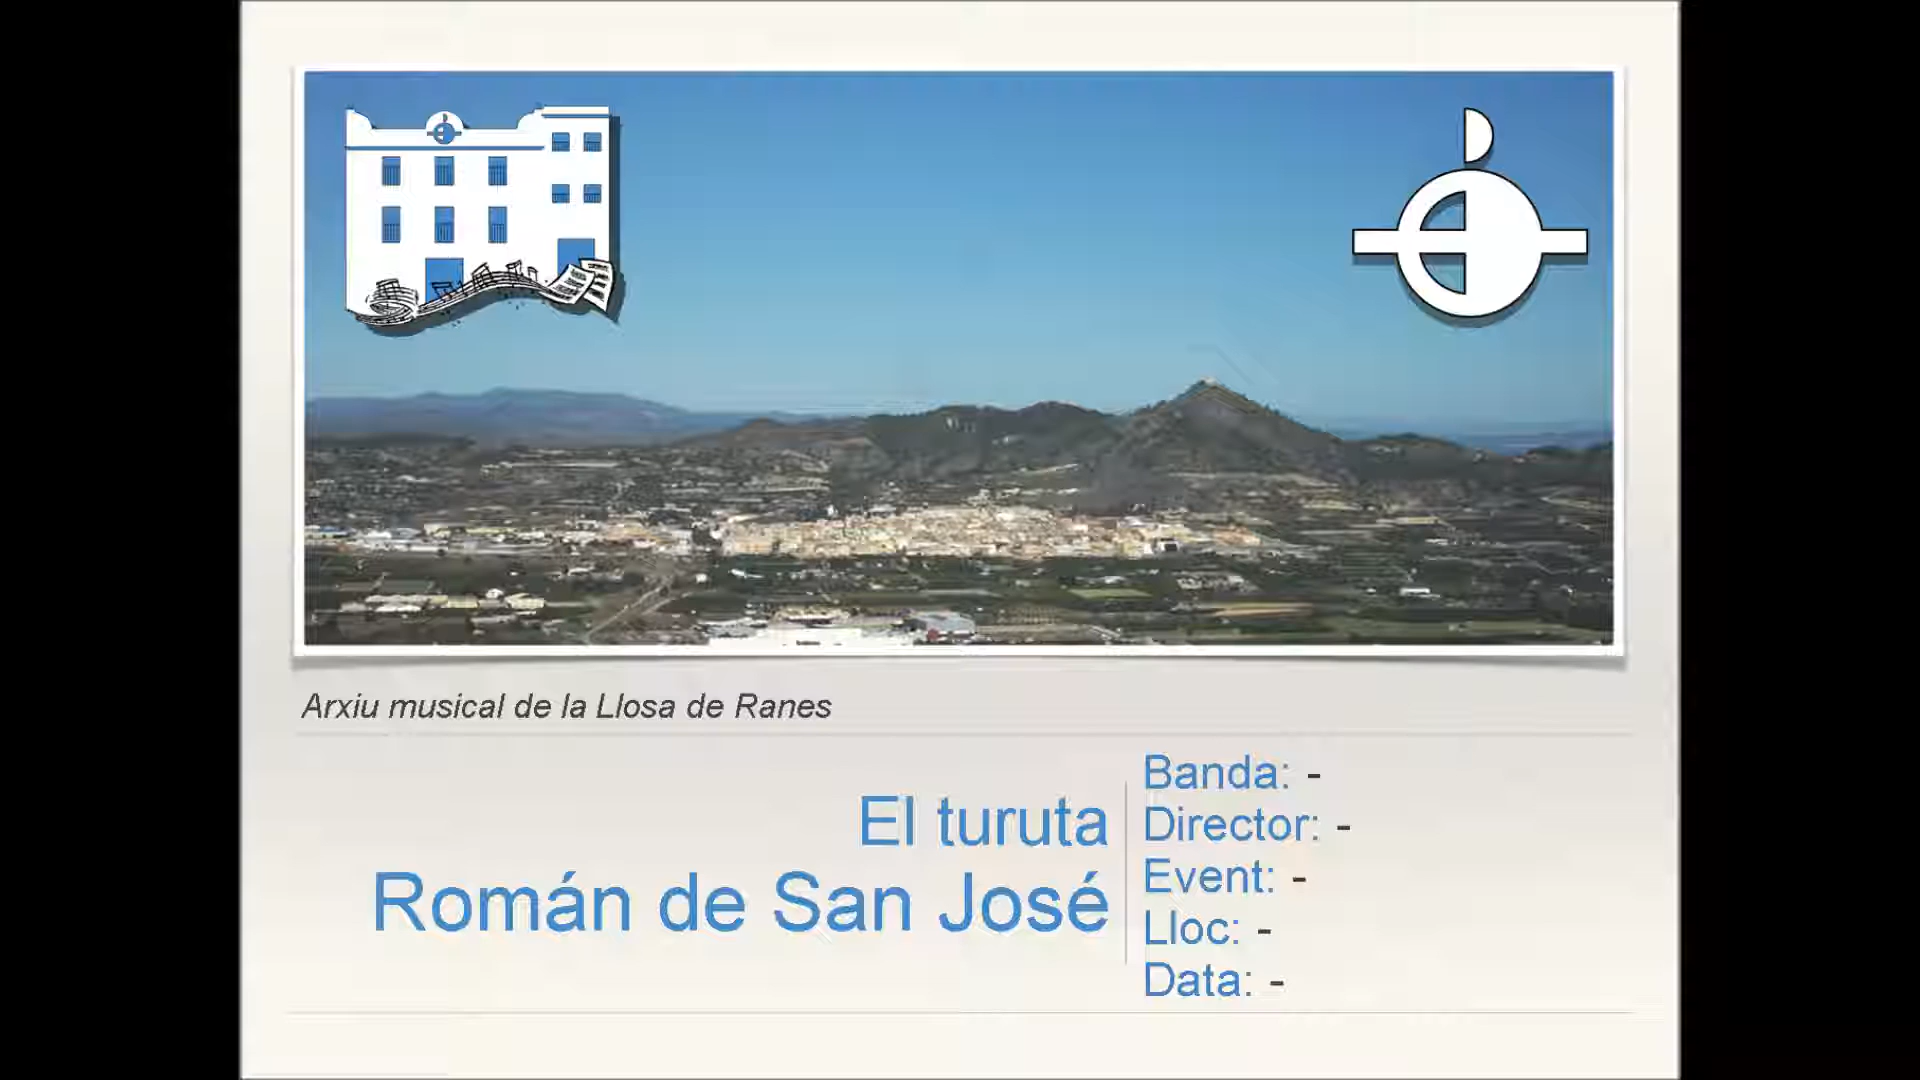 Arxiu musical de la Llosa de Ranes
El turuta
Román de San José
Banda: -
Director: -
Event: -
Lloc: -
Data: -